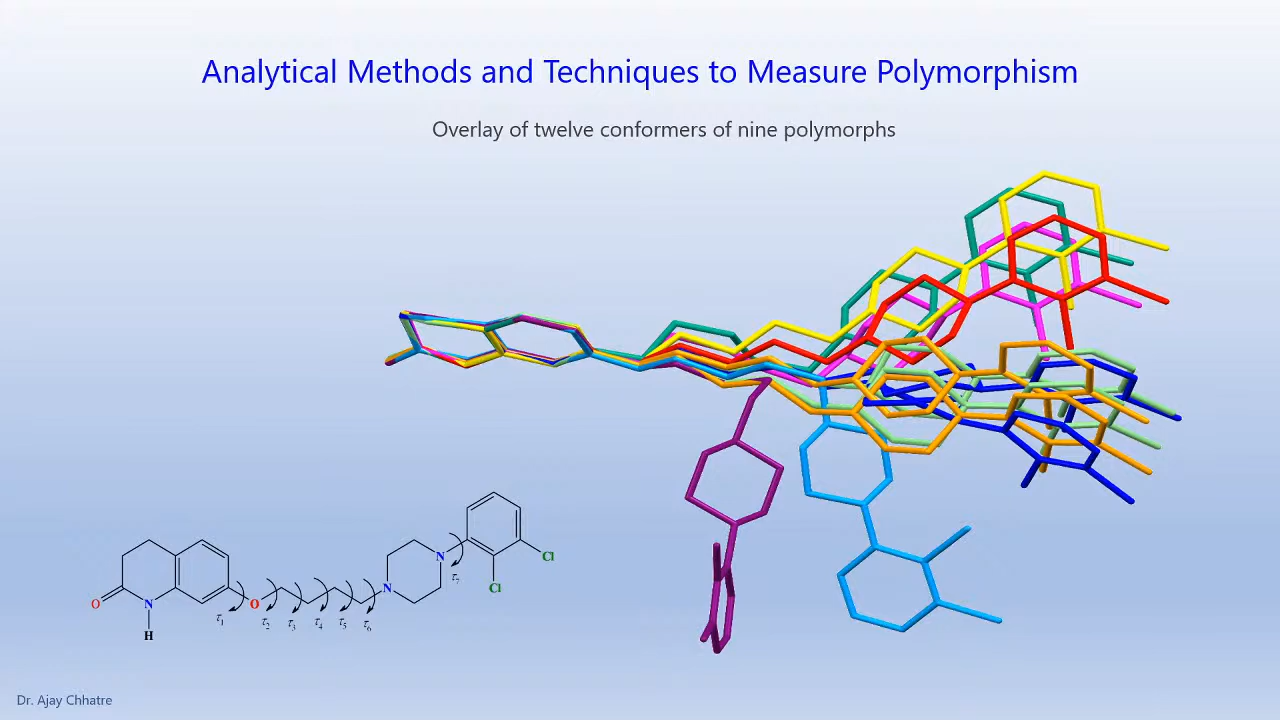 Analytical Methods and Techniques to Measure Polymorphism
Overlay of twelve conformers of nine polymorphs
O
N
H
τ1
O
τ2
τ3
τ4
τ5
τ6
N
N
τ7
Cl
Cl
Dr. Ajay Chhatre